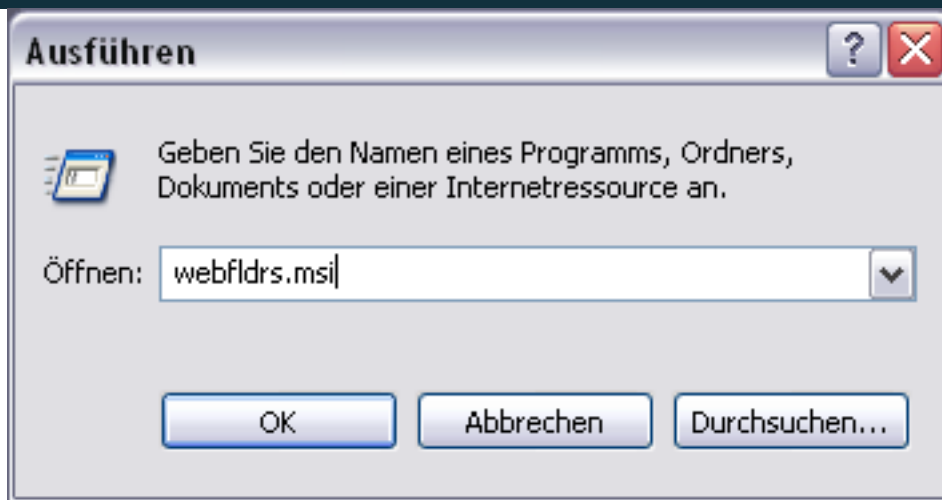 Ausführen
?
Geben Sie den Namen eines Programms, Ordners,
Dokuments oder einer Internetressource an.
Öffnen: webfldrs.msi
OK Abbrechen Durchsuchen...